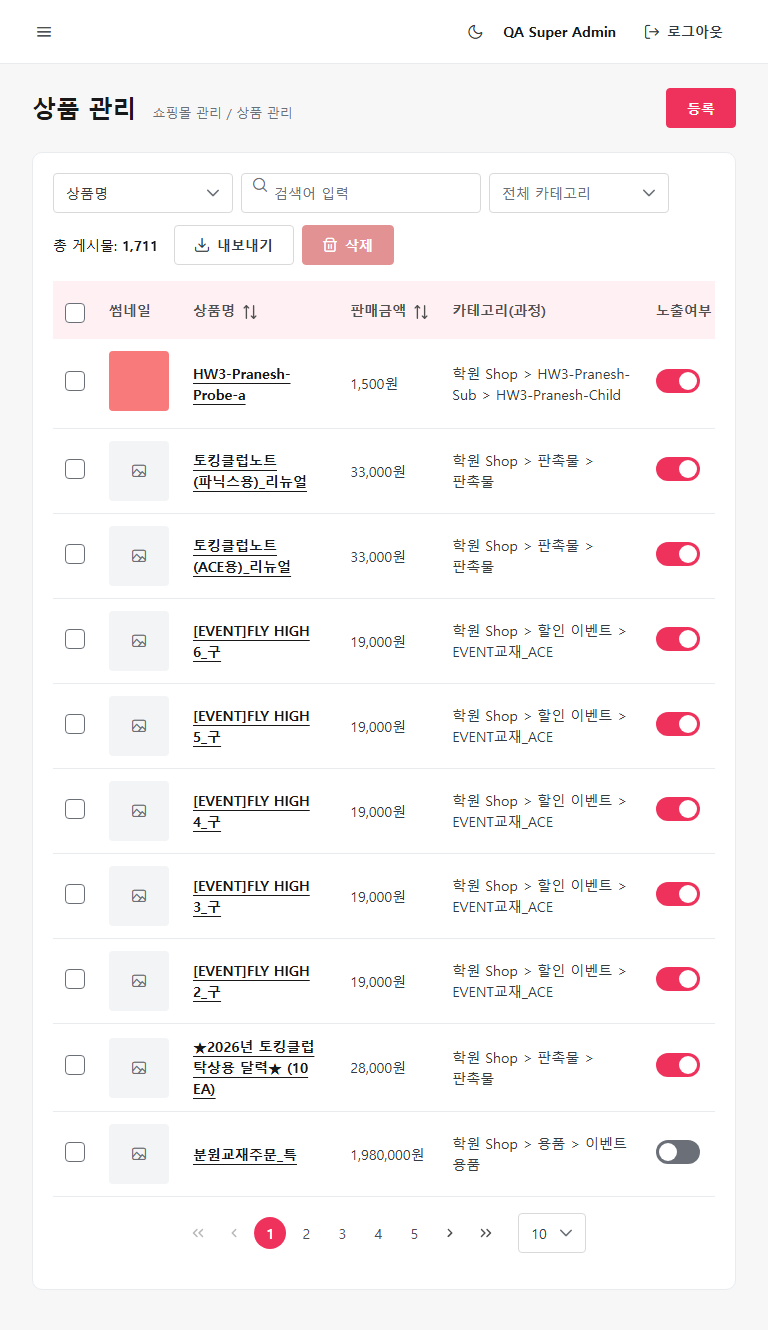 QA Super Admin 로그아웃
상품 관리 쇼핑몰 관리 / 상품 관리 등록
상품명 검색어 입력 전체 카테고리
총 게시물: 1,711 내보내기 삭제
썸네일 상품명 판매금액 카테고리(과정) 노출여부
HW3-Pranesh-
Probe-a
1,500원
학원 Shop > HW3-Pranesh-
Sub > HW3-Pranesh-Child
토킹클럽노트
(파닉스용)_리뉴얼
33,000원
학원 Shop > 판촉물 >
판촉물
토킹클럽노트
(ACE용)_리뉴얼
33,000원
학원 Shop > 판촉물 >
판촉물
[EVENT]FLY HIGH
6_구
19,000원
학원 Shop > 할인 이벤트 >
EVENT교재_ACE
[EVENT]FLY HIGH
5_구
19,000원
학원 Shop > 할인 이벤트 >
EVENT교재_ACE
[EVENT]FLY HIGH
4_구
19,000원
학원 Shop > 할인 이벤트 >
EVENT교재_ACE
[EVENT]FLY HIGH
3_구
19,000원
학원 Shop > 할인 이벤트 >
EVENT교재_ACE
[EVENT]FLY HIGH
2_구
19,000원
학원 Shop > 할인 이벤트 >
EVENT교재_ACE
★2026년 토킹클럽
탁상용 달력★ (10
EA)
28,000원
학원 Shop > 판촉물 >
판촉물
분원교재주문_특
1,980,000원
학원 Shop > 용품 > 이벤트
용품
1 2 3 4 5 10